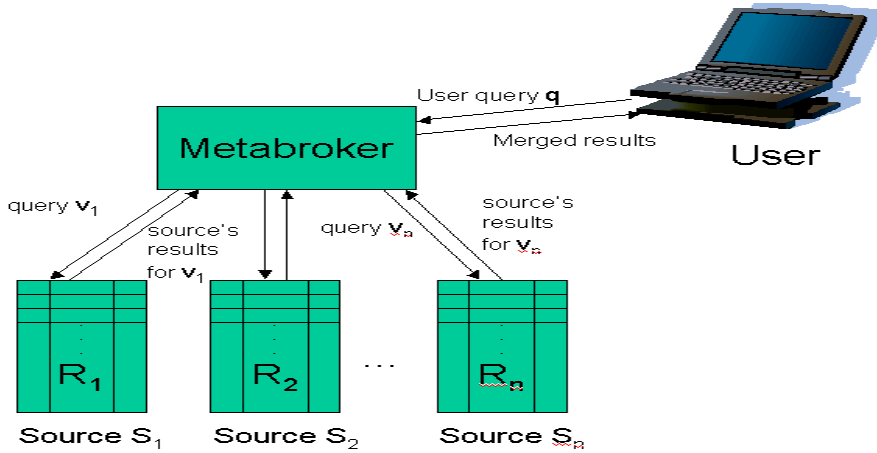 User query q
Merged results
User
Metabroker
query v1
source's
results
for v1
query vn
source's
results
for vn
R1
R2
...
Rn
Source S1
Source S2
Source Sn